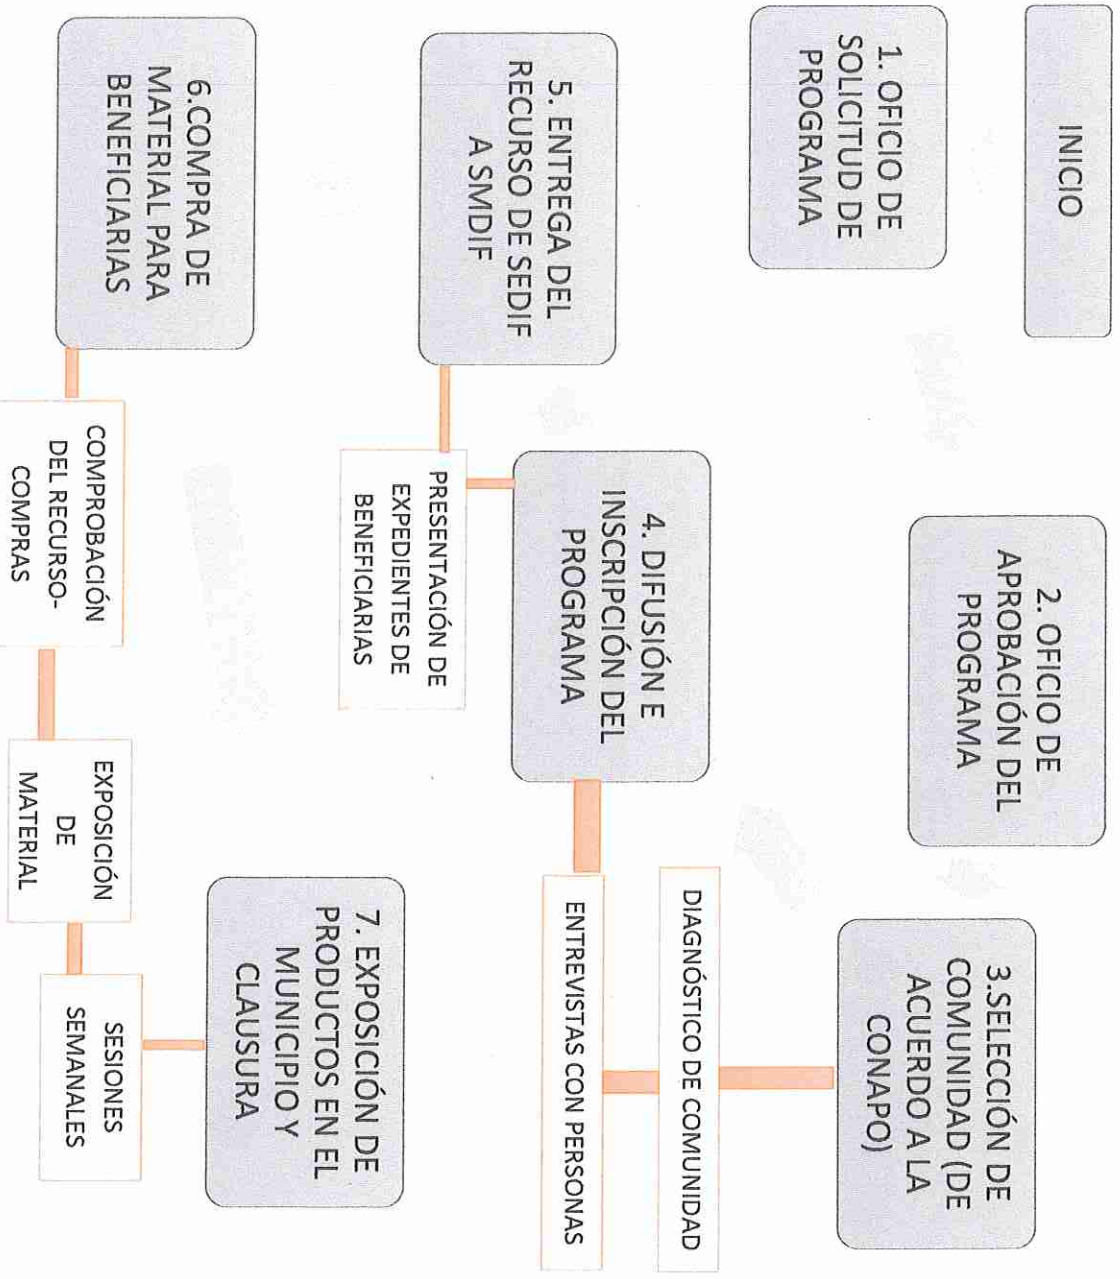 INICIO
1. OFICIO DE
SOLICITUD DE
PROGRAMA
2. OFICIO DE
APROBACIÓN DEL
PROGRAMA
3.SELECCIÓN DE
COMUNIDAD (DE
ACUERDO A LA
CONAPO)
DIAGNÓSTICO DE COMUNIDAD
ENTREVISTAS CON PERSONAS
4. DIFUSIÓN E
INSCRIPCIÓN DEL
PROGRAMA
PRESENTACIÓN DE
EXPEDIENTES DE
BENEFICIARIAS
5. ENTREGA DEL
RECURSO DE SEDIF
A SMDIF
6.COMPRA DE
MATERIAL PARA
BENEFICIARIAS
COMPROBACIÓN
DEL RECURSO-
COMPRAS
EXPOSICIÓN
DE
MATERIAL
SESIONES
SEMANALES
7. EXPOSICIÓN DE
PRODUCTOS EN EL
MUNICIPIO Y
CLAUSURA